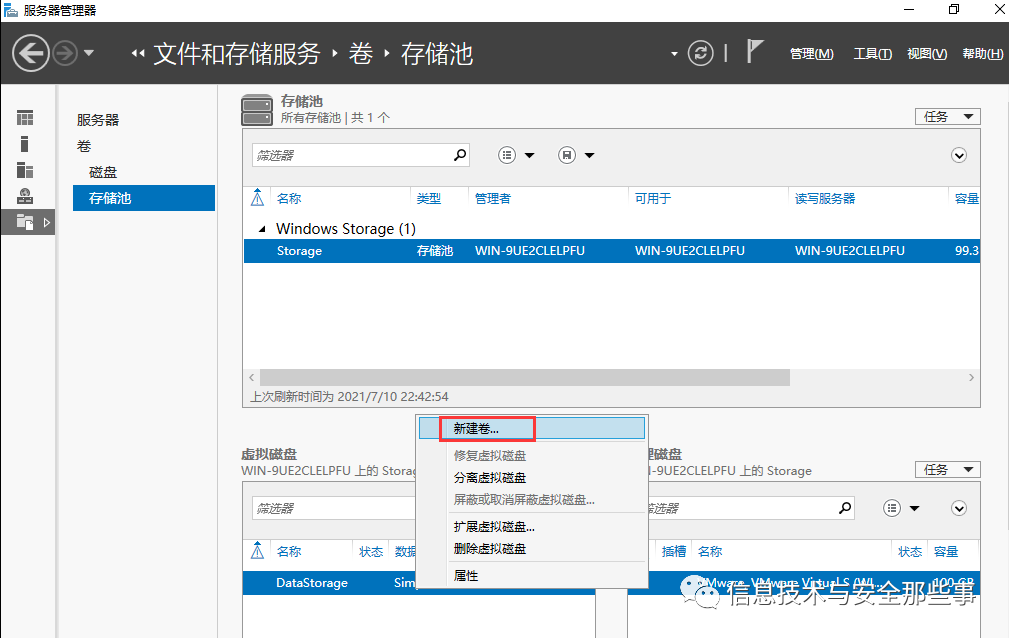 服务器管理器
文件和存储服务 卷 存储池
管理(M) 工具(T) 视图(V) 帮助(H)
服务器
卷
磁盘
存储池
存储池
所有存储池 | 共 1 个
任务
筛选器
名称 类型 管理者 可用于 读写服务器 容量
Windows Storage (1)
Storage 存储池 WIN-9UE2CLELPFU WIN-9UE2CLELPFU WIN-9UE2CLELPFU 99.3
上次刷新时间为 2021/7/10 22:42:54
新建卷...
修复虚拟磁盘
分离虚拟磁盘
屏蔽或取消屏蔽虚拟磁盘...
扩展虚拟磁盘...
删除虚拟磁盘
属性
虚拟磁盘
WIN-9UE2CLELPFU 上的 Storag
筛选器
名称 状态 数据
DataStorage Sim
理磁盘
-9UE2CLELPFU 上的 Storage
任务
筛选器
插槽 名称 状态 容量
VMware, VMware Virtual S (WI... 100 GB
信息技术与安全那些事